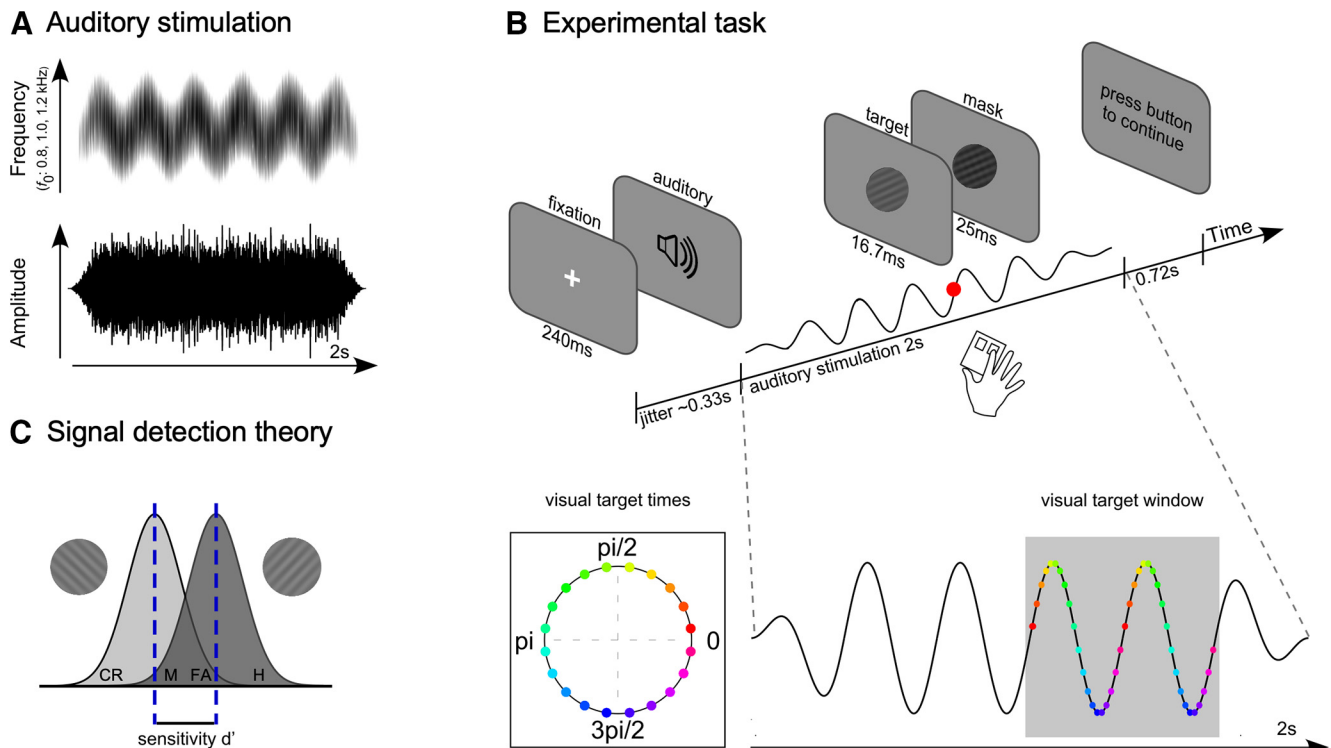 A Auditory stimulation
Frequency
(f0: 0.8, 1.0, 1.2 kHz)
Amplitude
2s
B Experimental task
fixation
240ms
auditory
target
16.7ms
mask
25ms
press button
to continue
jitter ~0.33s
auditory stimulation 2s
0.72s
Time
visual target times
pi/2
pi
0
3pi/2
visual target window
2s
C Signal detection theory
CR
M
FA
H
sensitivity d'